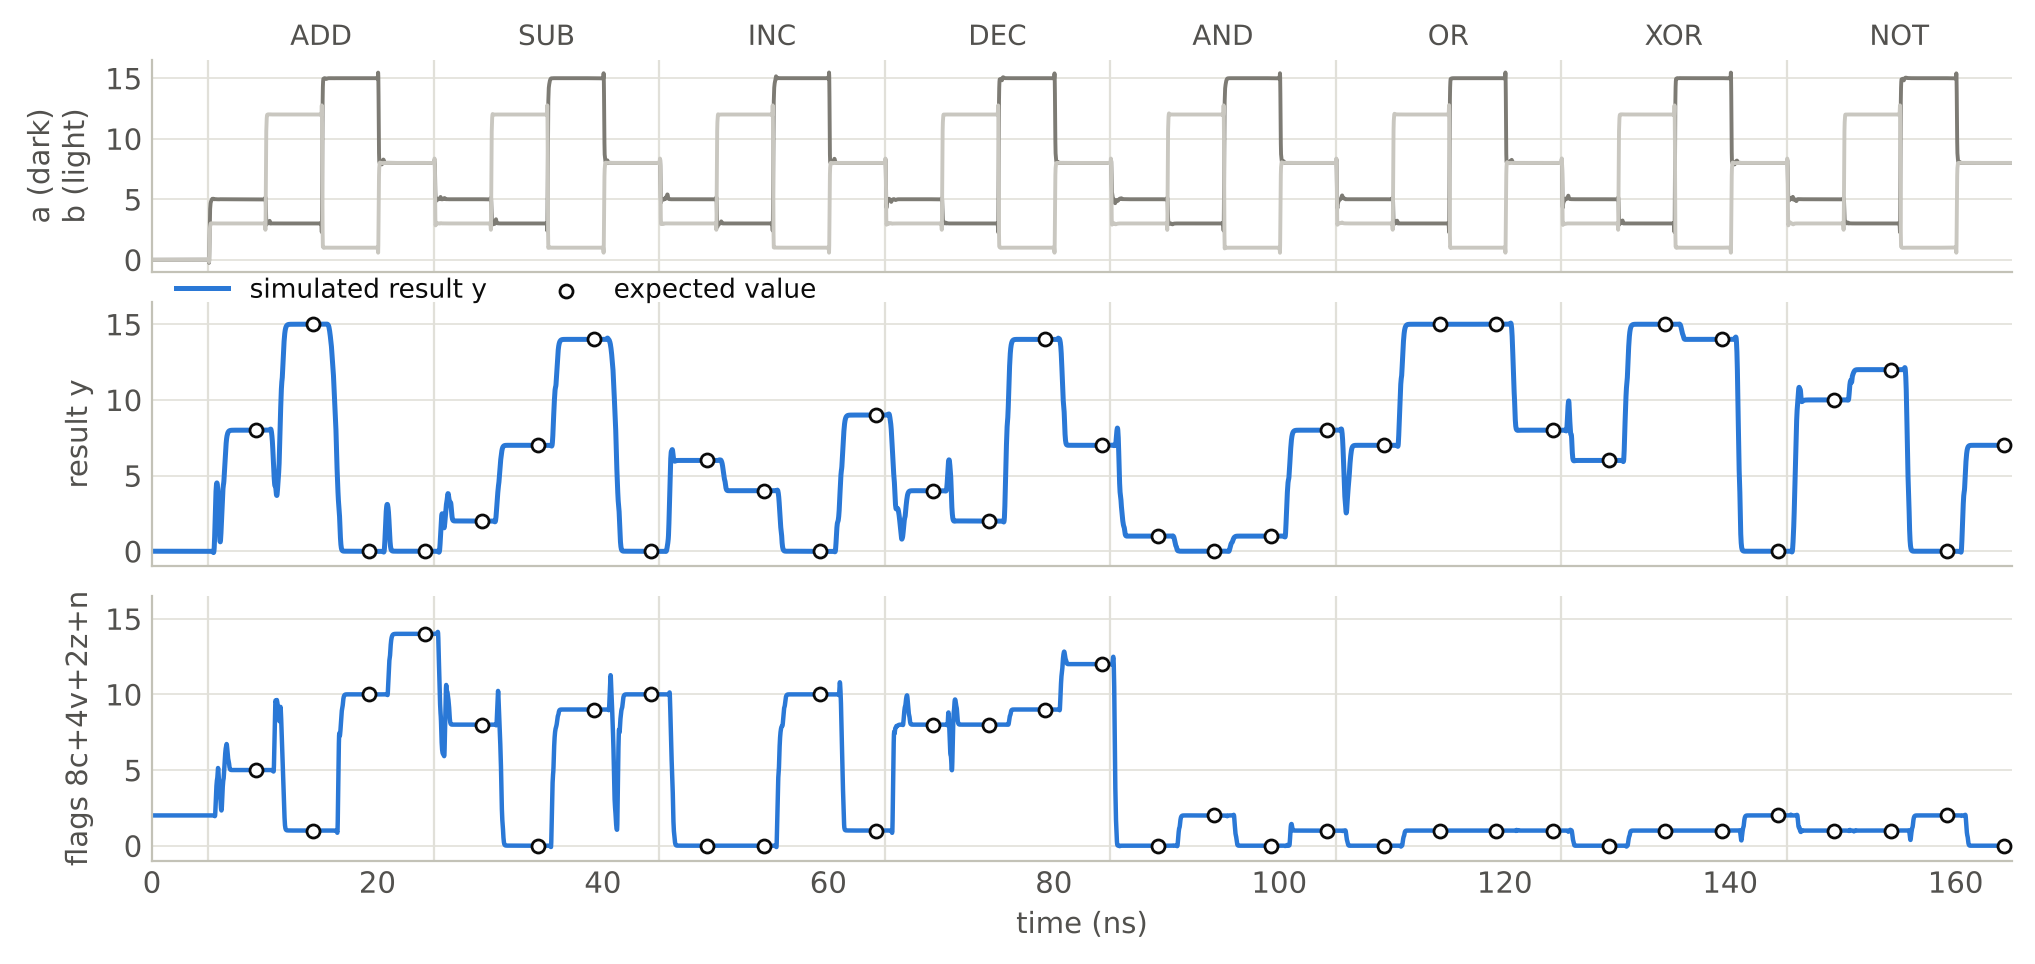 ADD SUB INC DEC AND OR XOR NOT
a (dark)
b (light)
15
10
5
0
simulated result y
expected value
result y
15
10
5
0
flags 8c+4v+2z+n
15
10
5
0
0 20 40 60 80 100 120 140 160
time (ns)